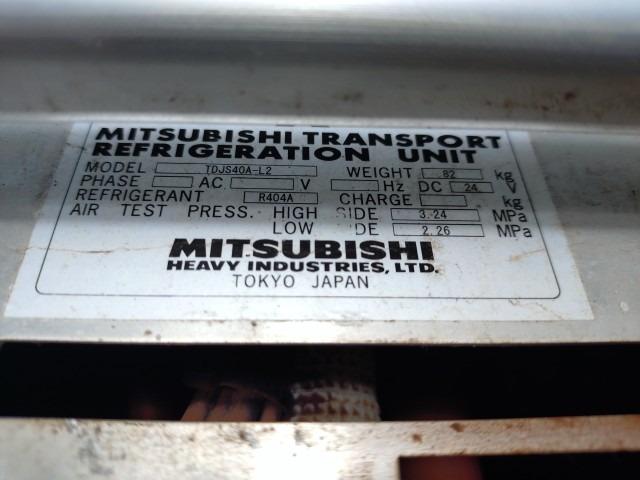 MITSUBISHI TRANSPORT
REFRIGERATION UNIT
MODEL TDJS40A-L2 WEIGHT 82 kg
PHASE AC V Hz DC 24 V
REFRIGERANT R404A CHARGE kg
AIR TEST PRESS. HIGH SIDE 3.24 MPa
LOW DE 2.26 MPa
MITSUBISHI
HEAVY INDUSTRIES, LTD.
TOKYO JAPAN